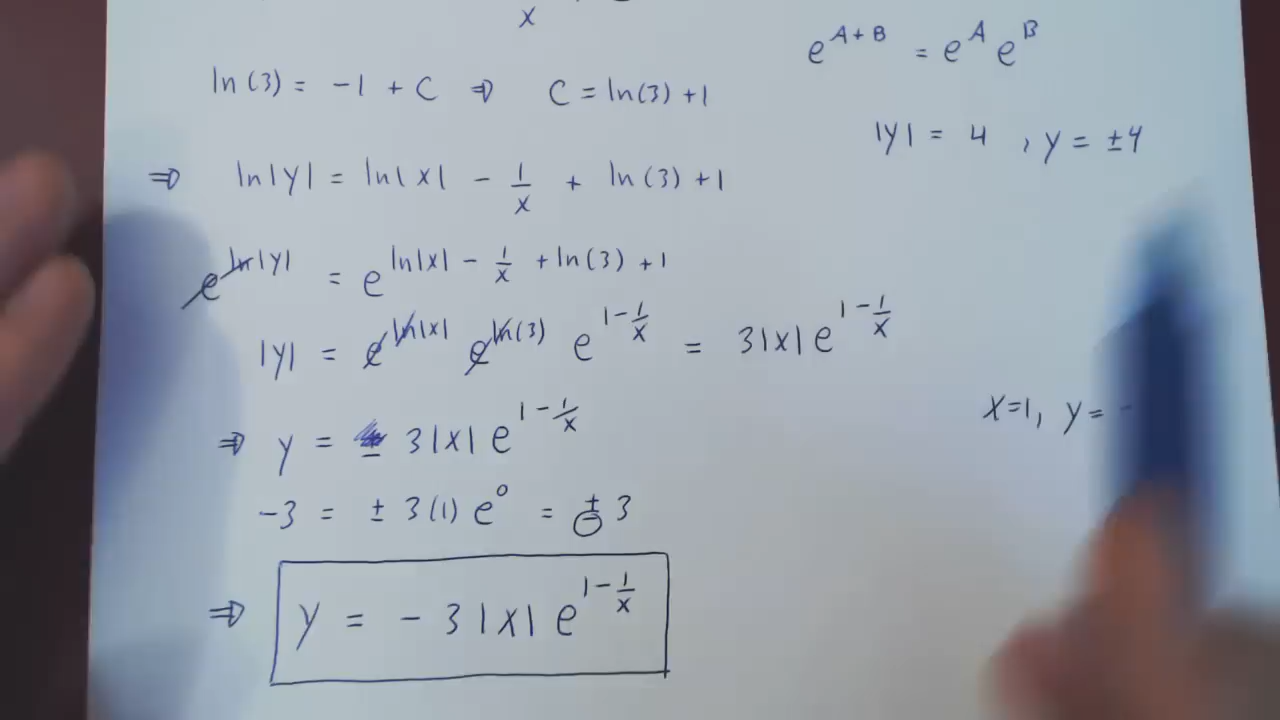 x
e^{A+B} = e^A e^B
ln(3) = -1 + C ⇒ C = ln(3) + 1
|y| = 4 , y = ±4
⇒ ln|y| = ln|x| - 1/x + ln(3) + 1
e^{ln|y|} = e^{ln|x| - 1/x + ln(3) + 1}
|y| = e^{ln|x|} e^{ln(3)} e^{1 - 1/x} = 3|x|e^{1 - 1/x}
x=1, y = -
⇒ y = ± 3|x|e^{1 - 1/x}
-3 = ± 3(1) e^0 = ± 3
⇒ y = - 3|x|e^{1 - 1/x}